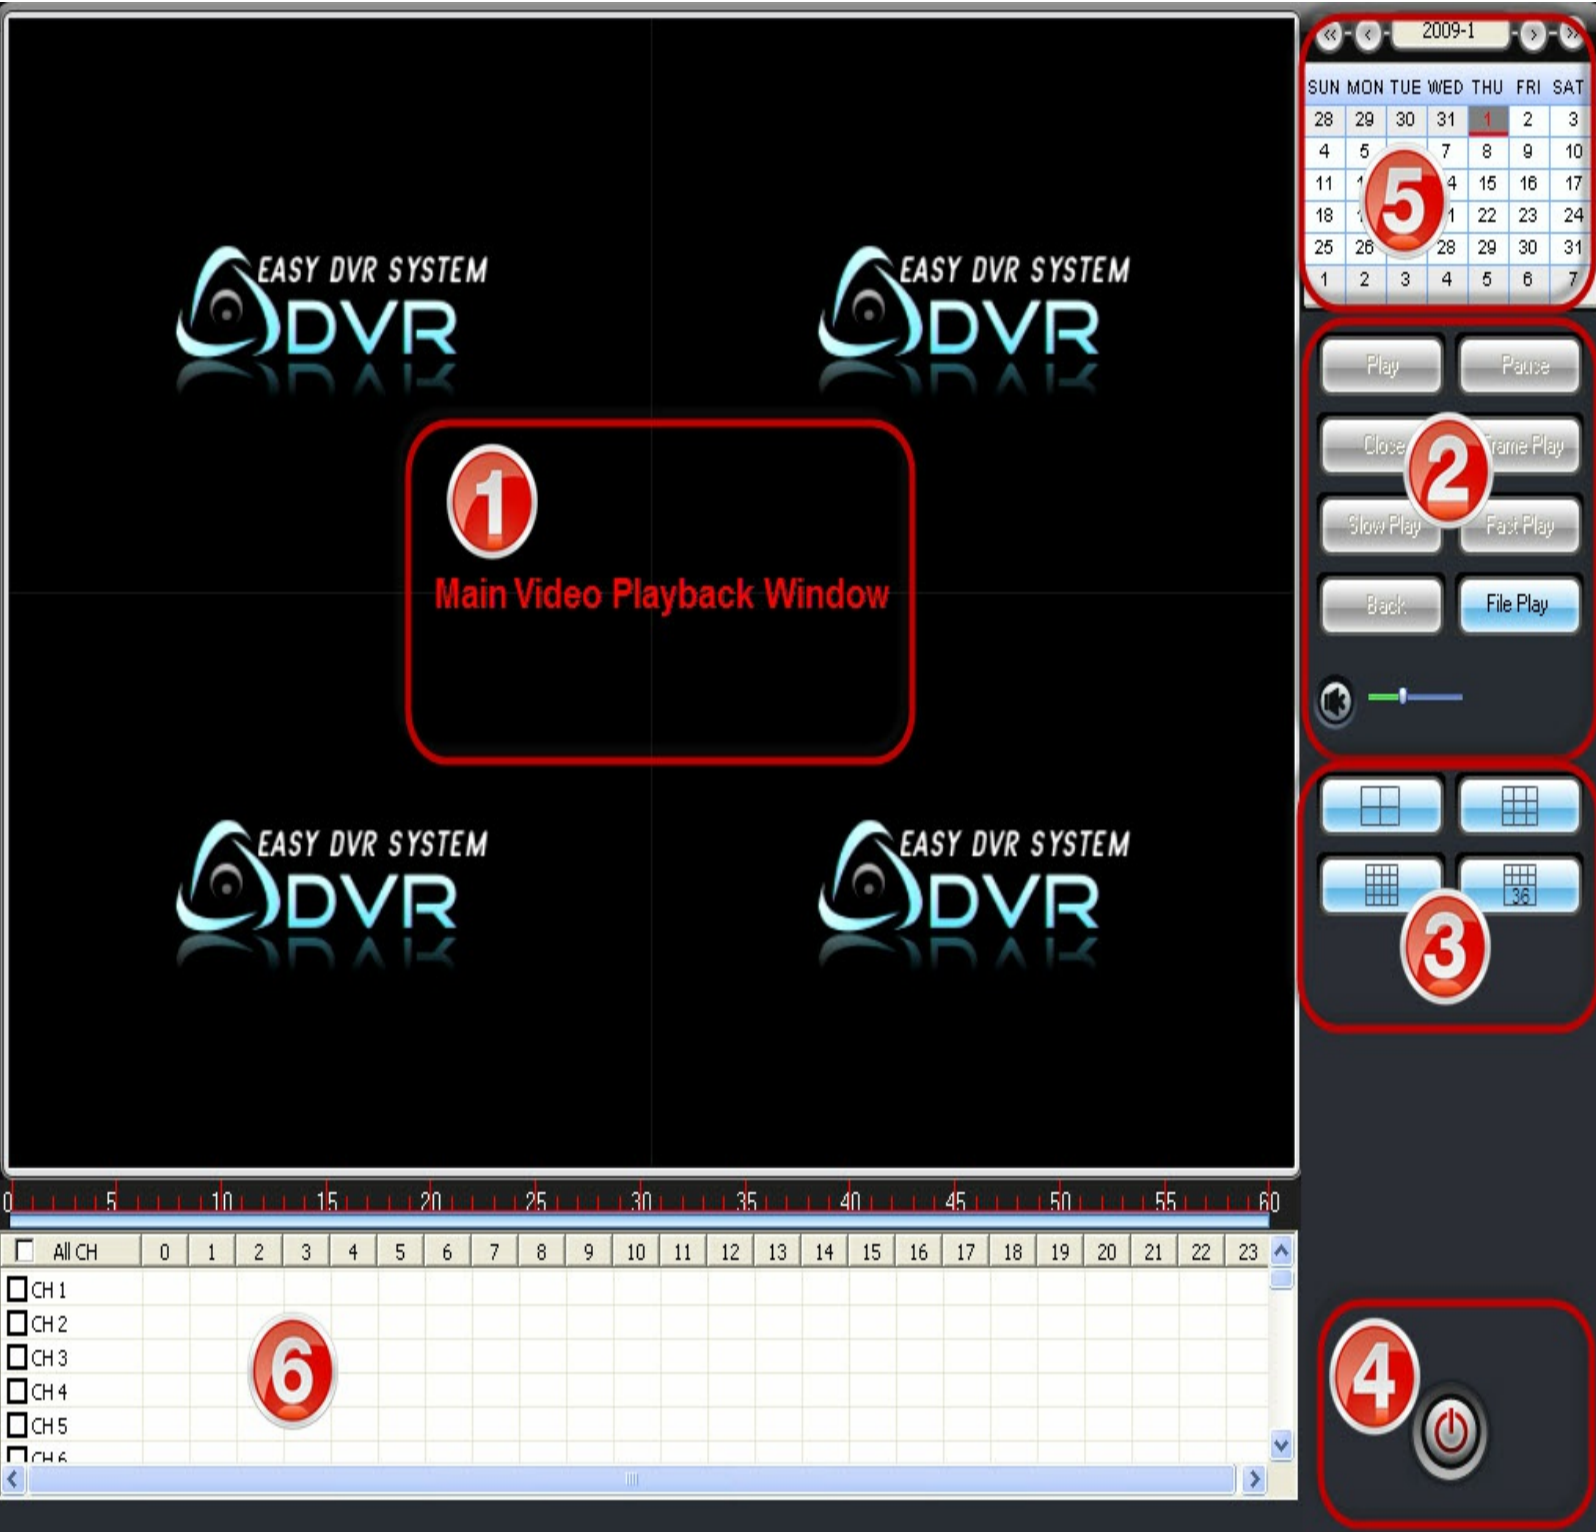 EASY DVR SYSTEM
DVR
EASY DVR SYSTEM
DVR
1
Main Video Playback Window
EASY DVR SYSTEM
DVR
EASY DVR SYSTEM
DVR
0 5 10 15 20 25 30 35 40 45 50 55 60
All CH 0 1 2 3 4 5 6 7 8 9 10 11 12 13 14 15 16 17 18 19 20 21 22 23
CH 1
CH 2
CH 3
CH 4
CH 5
CH 6
6
2009-1
SUN MON TUE WED THU FRI SAT
28 29 30 31 1 2 3
4 5 7 8 9 10
11 15 16 17
18 22 23 24
25 26 28 29 30 31
1 2 3 4 5 6 7
5
Play Pause
Close Frame Play
2
Slow Play Fast Play
Back File Play
36
3
4